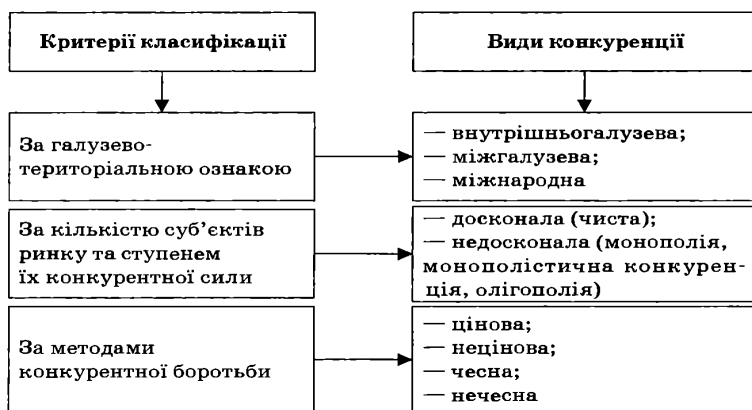 Критерії класифікації
Види конкуренції
За галузево-
територіальною ознакою
— внутрішньогалузева;
— міжгалузева;
— міжнародна
За кількістю суб’єктів
ринку та ступенем
їх конкурентної сили
— досконала (чиста);
— недосконала (монополія,
монополістична конкурен-
ція, олігополія)
За методами
конкурентної боротьби
— цінова;
— нецінова;
— чесна;
— нечесна